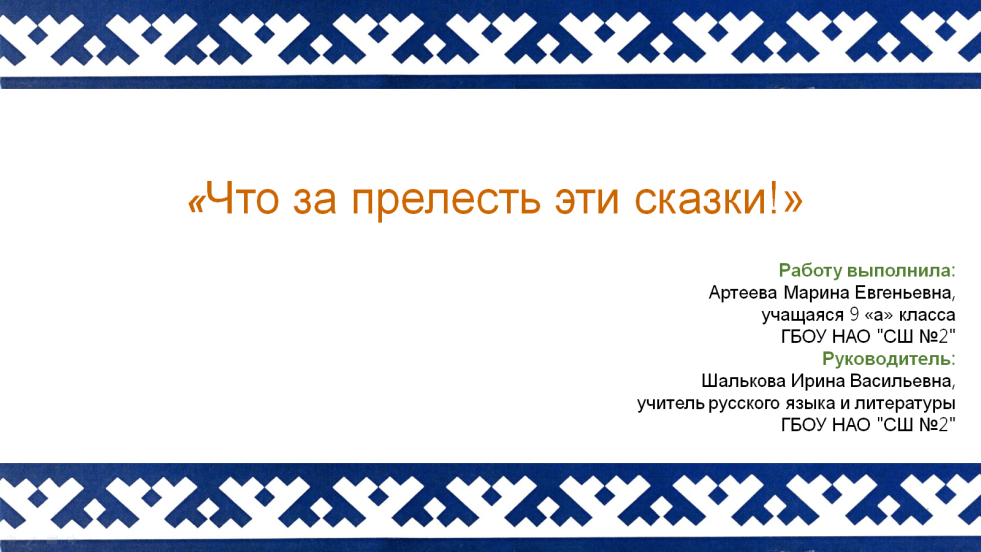 «Что за прелесть эти сказки!»
Работу выполнила:
Артеева Марина Евгеньевна,
учащаяся 9 «а» класса
ГБОУ НАО "СШ №2"
Руководитель:
Шалькова Ирина Васильевна,
учитель русского языка и литературы
ГБОУ НАО "СШ №2"